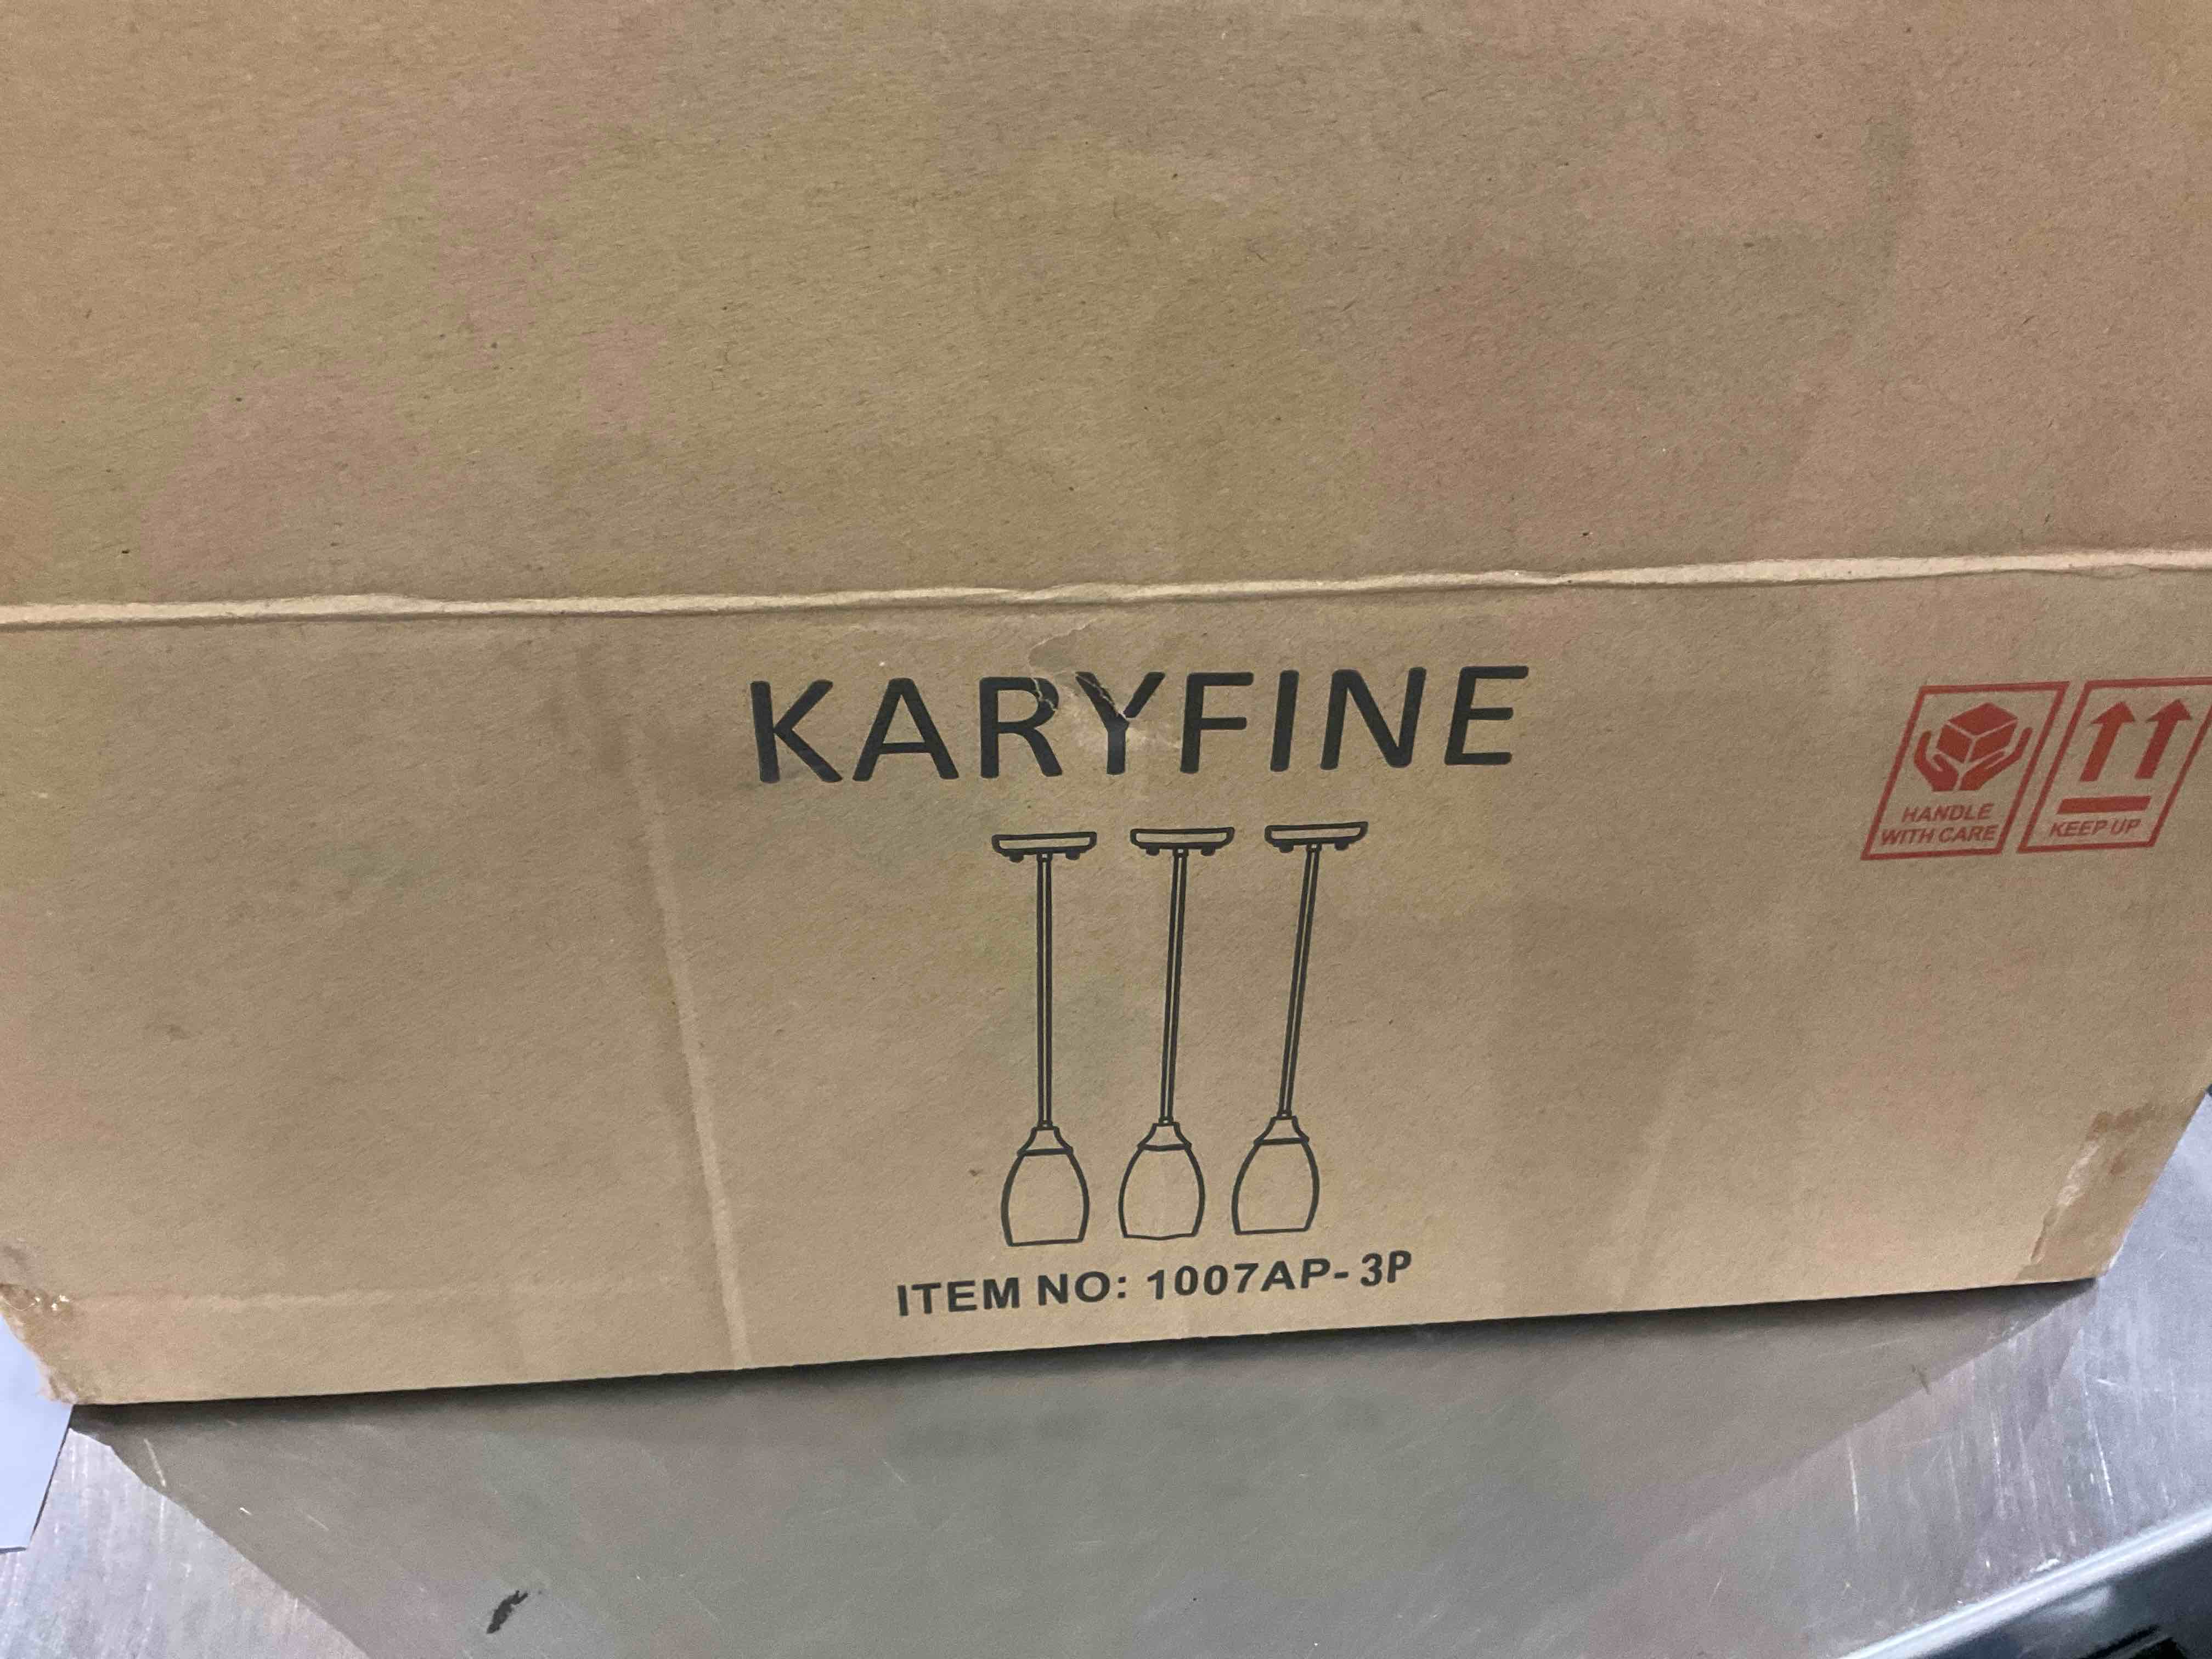 KARYFINE
HANDLE
WITH CARE
KEEP UP
ITEM NO: 1007AP-3P